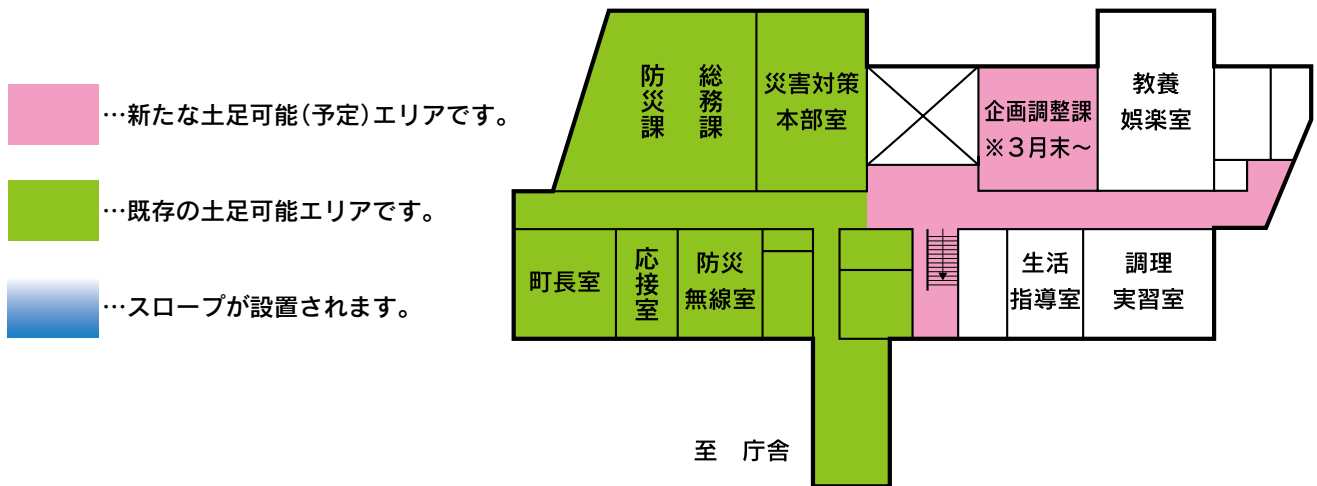 …新たな土足可能(予定)エリアです。
…既存の土足可能エリアです。
…スロープが設置されます。
防災課
総務課
災害対策
本部室
企画調整課
※3月末～
教養
娯楽室
町長室
応接室
防災
無線室
生活
指導室
調理
実習室
至　庁舎